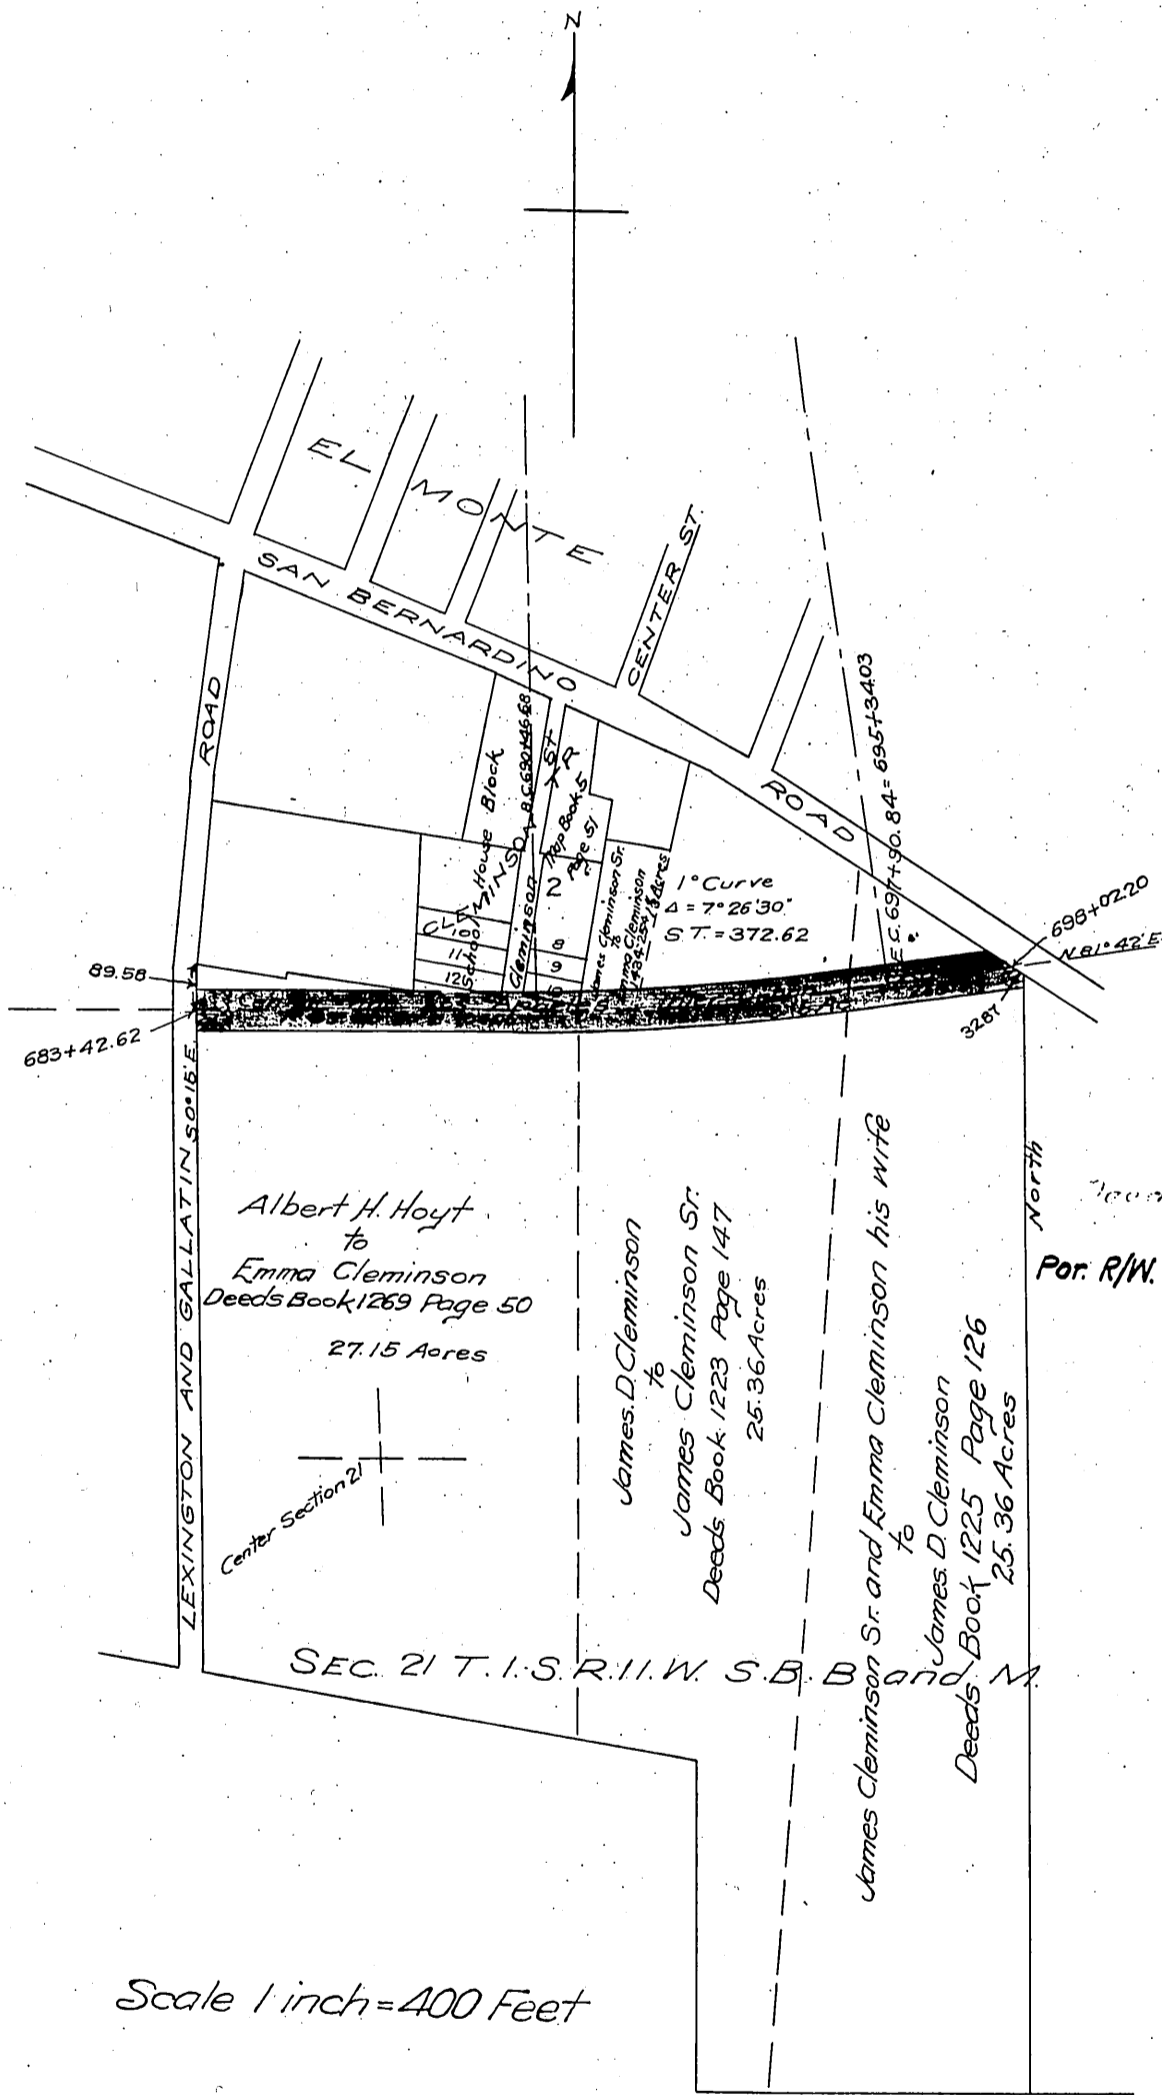 N
EL MONTE
SAN BERNARDINO
ROAD
CENTER ST.
ROAD
House Block
B.C. 690+46.68
ST
Map Book 5
Page 51
Cleminson
School
2
8
9
10
11
12
James Cleminson Sr.
to
Emma Cleminson
1° Curve
Δ = 7° 26' 30"
S.T. = 372.62
E.C. 697+90.84 = 695+34.03
698+02.20
N 81° 42' E
3287
89.58
683+42.62
S 0° 15' E
LEXINGTON AND GALLATIN
Albert H. Hoyt
to
Emma Cleminson
Deeds Book 1269 Page 50
27.15 Acres
Center Section 21
James. D. Cleminson
to
James Cleminson Sr.
Deeds. Book. 1223 Page 147
25.36 Acres
James Cleminson Sr. and Emma Cleminson his wife
to
James. D. Cleminson
Deeds. Book 1225 Page 126
25.36 Acres
North
Por. R/W.
SEC. 21 T.1.S.R.11.W. S.B.B and M.
Scale 1 inch = 400 Feet